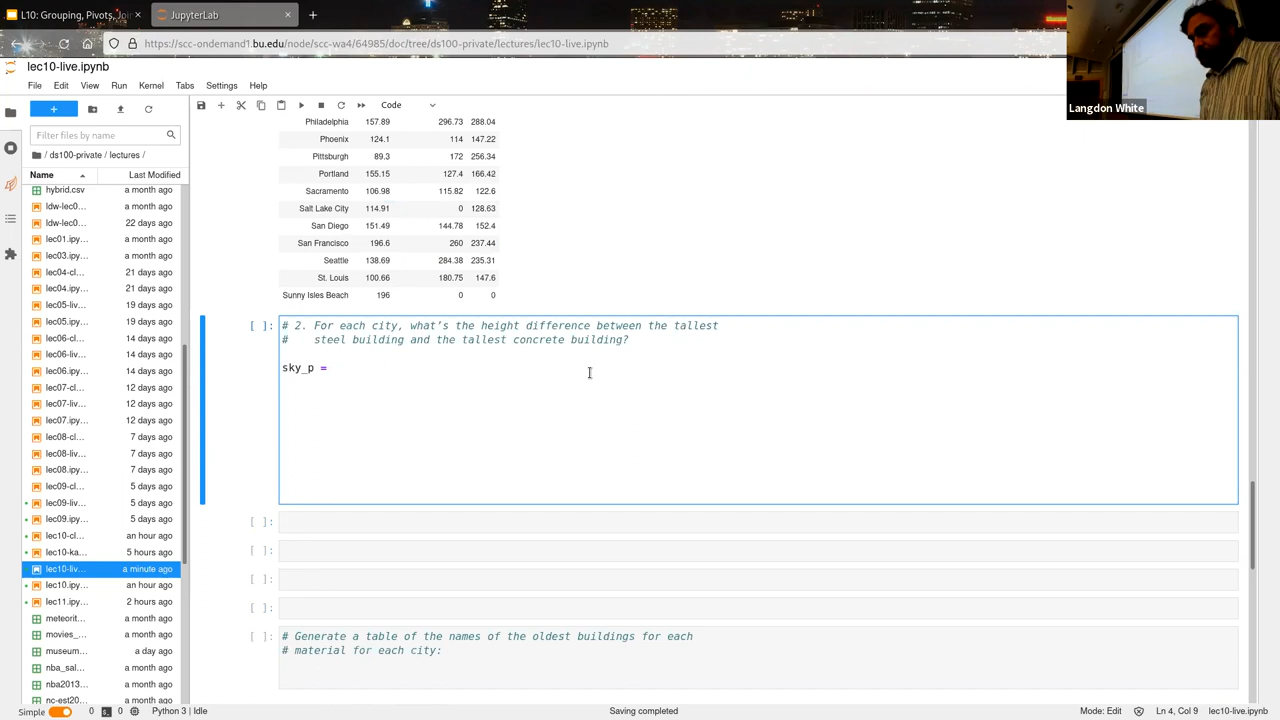 L10: Grouping, Pivots, Joi
JupyterLab
https://scc-ondemand1.bu.edu/node/scc-wa4/64985/doc/tree/ds100-private/lectures/lec10-live.ipynb
Langdon White
lec10-live.ipynb
File Edit View Run Kernel Tabs Settings Help
Code
Filter files by name
/ ds100-private / lectures /
Name Last Modified
hybrid.csv a month ago
ldw-lec0... a month ago
ldw-lec0... 22 days ago
lec01.ipy... a month ago
lec03.ipy... a month ago
lec04-cl... 21 days ago
lec04.ipy... 21 days ago
lec05-liv... 19 days ago
lec05.ipy... 19 days ago
lec06-cl... 14 days ago
lec06-liv... 14 days ago
lec06.ipy... 14 days ago
lec07-cl... 12 days ago
lec07-liv... 12 days ago
lec07.ipy... 12 days ago
lec08-cl... 7 days ago
lec08-liv... 7 days ago
lec08.ipy... 7 days ago
lec09-cl... 5 days ago
lec09-liv... 5 days ago
lec09.ipy... 5 days ago
lec10-cl... an hour ago
lec10-ka... 5 hours ago
lec10-liv... a minute ago
lec10.ipy... an hour ago
lec11.ipy... 2 hours ago
meteorit... a month ago
movies_... a month ago
museum... a day ago
nba_sal... a month ago
nba2013... a month ago
nc-est20... a month ago
Philadelphia 157.89 296.73 288.04
Phoenix 124.1 114 147.22
Pittsburgh 89.3 172 256.34
Portland 155.15 127.4 166.42
Sacramento 106.98 115.82 122.6
Salt Lake City 114.91 0 128.63
San Diego 151.49 144.78 152.4
San Francisco 196.6 260 237.44
Seattle 138.69 284.38 235.31
St. Louis 100.66 180.75 147.6
Sunny Isles Beach 196 0 0
[ ]: # 2. For each city, what's the height difference between the tallest
# steel building and the tallest concrete building?
sky_p =
[ ]:
[ ]:
[ ]:
[ ]:
[ ]: # Generate a table of the names of the oldest buildings for each
# material for each city:
Simple 0 0 Python 3 | Idle Saving completed Mode: Edit Ln 4, Col 9 lec10-live.ipynb